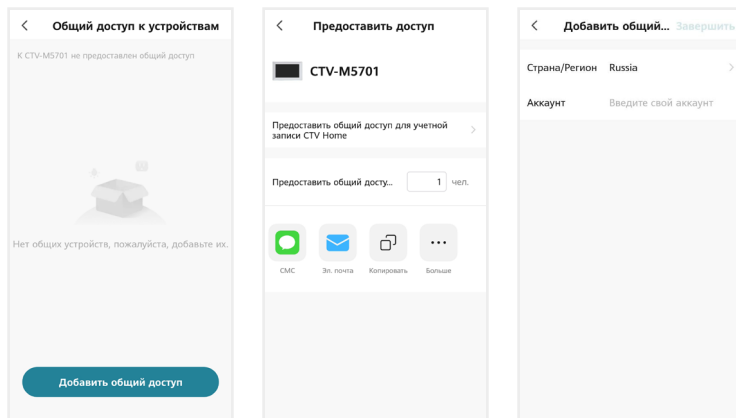 Общий доступ к устройствам
К CTV-M5701 не предоставлен общий доступ
Нет общих устройств, пожалуйста, добавьте их.
Добавить общий доступ
Предоставить доступ
CTV-M5701
Предоставить общий доступ для учетной
записи CTV Home
Предоставить общий досту... 1 чел.
СМС Эл. почта Копировать Больше
Добавить общий... Завершить
Страна/Регион Russia
Аккаунт Введите свой аккаунт